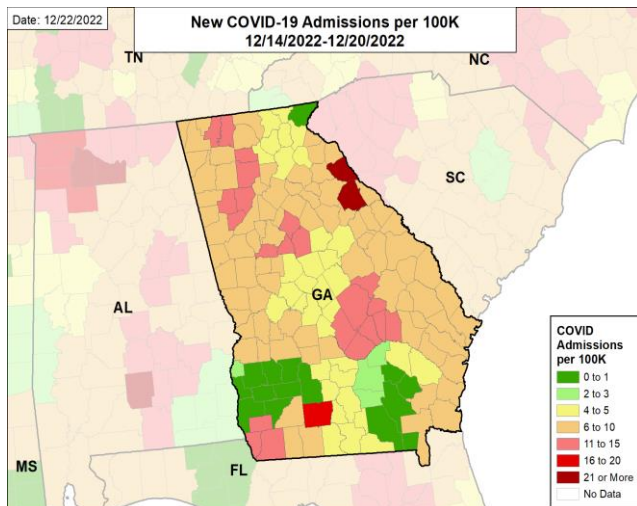 Date: 12/22/2022
New COVID-19 Admissions per 100K
12/14/2022-12/20/2022
TN
NC
SC
AL
GA
MS
FL
COVID
Admissions
per 100K
0 to 1
2 to 3
4 to 5
6 to 10
11 to 15
16 to 20
21 or More
No Data